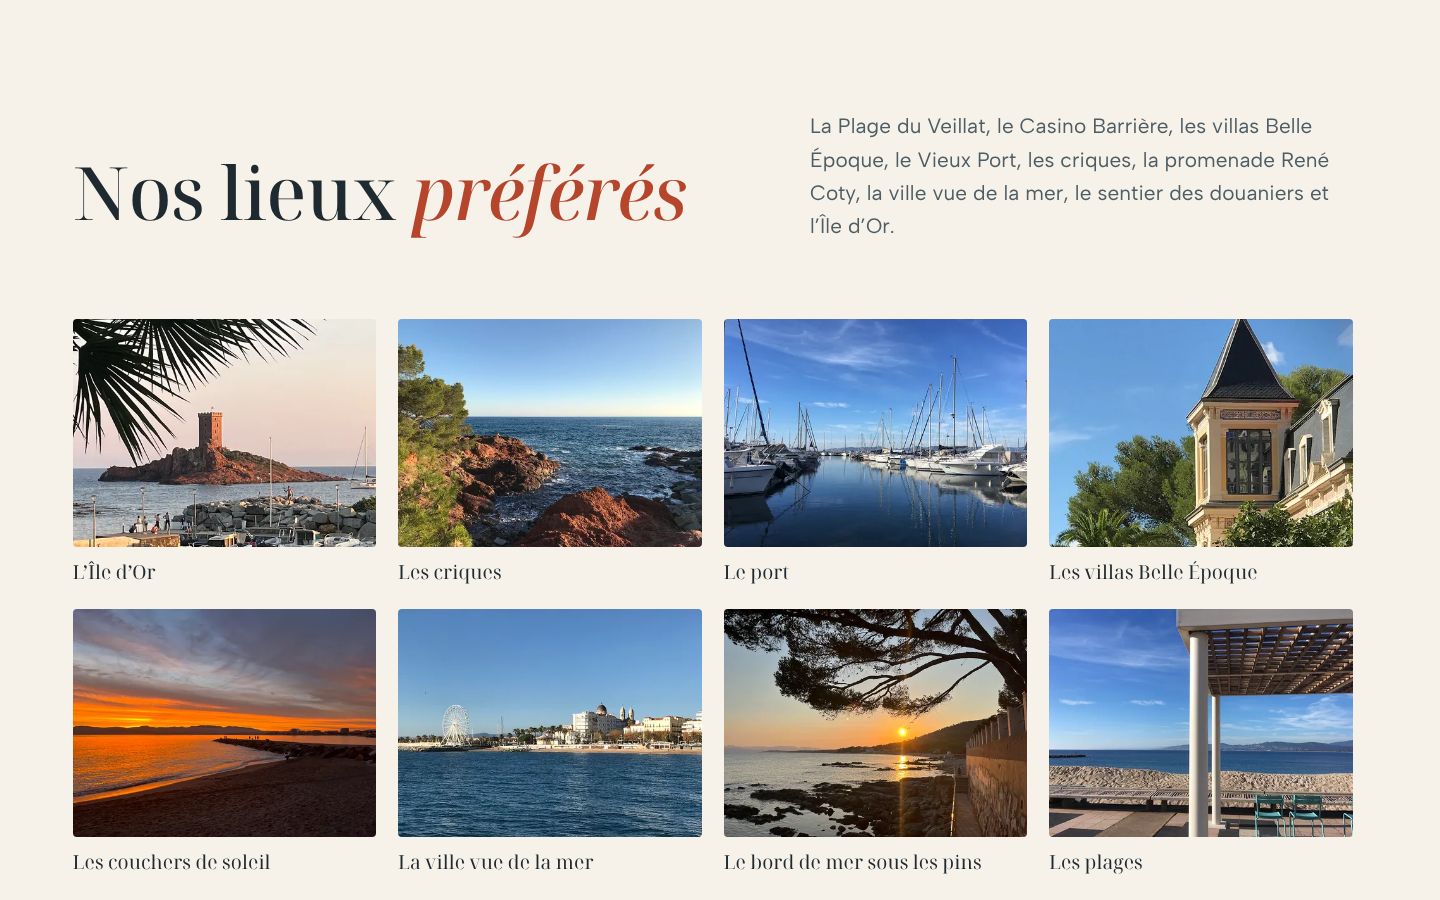 Nos lieux préférés
La Plage du Veillat, le Casino Barrière, les villas Belle
Époque, le Vieux Port, les criques, la promenade René
Coty, la ville vue de la mer, le sentier des douaniers et
l’Île d’Or.
L’Île d’Or
Les criques
Le port
Les villas Belle Époque
Les couchers de soleil
La ville vue de la mer
Le bord de mer sous les pins
Les plages